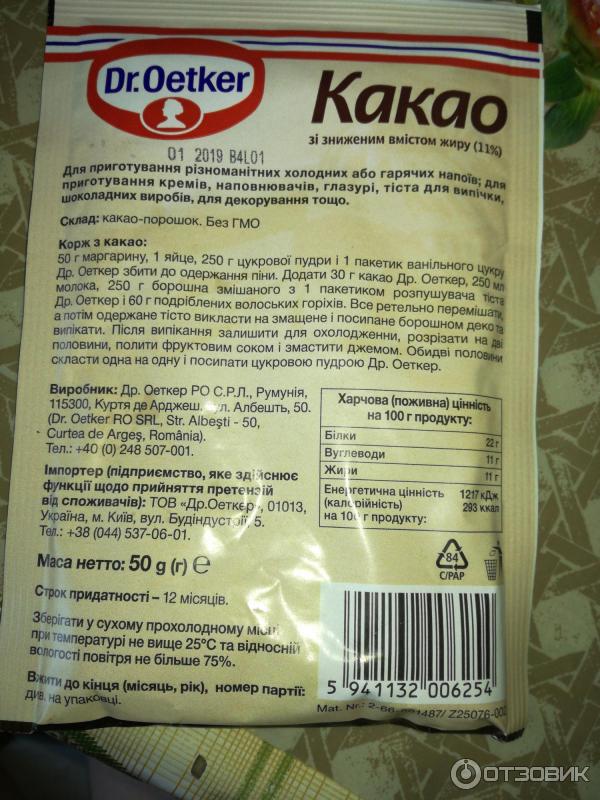 Dr.Oetker
Какао
зі зниженим вмістом жиру (11%)
01 2019 B4L01
Для приготування різноманітних холодних або гарячих напоїв; для
приготування кремів, наповнювачів, глазурі, тіста для випічки,
шоколадних виробів, для декорування тощо.
Склад: какао-порошок. Без ГМО
Корж з какао:
50 г маргарину, 1 яйце, 250 г цукрової пудри і 1 пакетик ванільного цукру
Др. Оеткер збити до одержання піни. Додати 30 г какао Др. Оеткер, 250 мл
молока, 250 г борошна змішаного з 1 пакетиком розпушувача тіста
Др. Оеткер і 60 г подріблених волоських горіхів. Все ретельно перемішати,
а потім одержане тісто викласти на змащене і посипане борошном деко та
випікати. Після випікання залишити для охолодженни, розрізати на дві
половини, полити фруктовим соком і змастити джемом. Обидві половини
скласти одна на одну і посипати цукровою пудрою Др. Оеткер.
Виробник: Др. Оеткер РО С.Р.Л., Румунія,
115300, Куртя де Арджеш, вул. Албешть, 50.
(Dr. Oetker RO SRL, Str. Albeşti - 50,
Curtea de Argeş, România).
Тел.: +40 (0) 248 507-001.
Імпортер (підприємство, яке здійснює
функції щодо прийняття претензій
від споживачів): ТОВ «Др.Оеткер», 01013,
Україна, м. Київ, вул. Будіндустрії, 5.
Тел.: +38 (044) 537-06-01.
Харчова (поживна) цінність
на 100 г продукту:
Білки 22 г
Вуглеводи 11 г
Жири 11 г
Енергетична цінність 1217 кДж
(калорійність) 293 ккал
на 100 г продукту:
Маса нетто: 50 g (г) e
84
C/PAP
Строк придатності – 12 місяців.
Зберігати у сухому прохолодному місці
при температурі не вище 25°С та відносній
вологості повітря не більше 75%.
Вжити до кінця (місяць, рік), номер партії:
див. на упаковці.
5 941132 006254
Mat. Nr.: 2-66- 1487/ Z25076-002
ОТЗОВИК